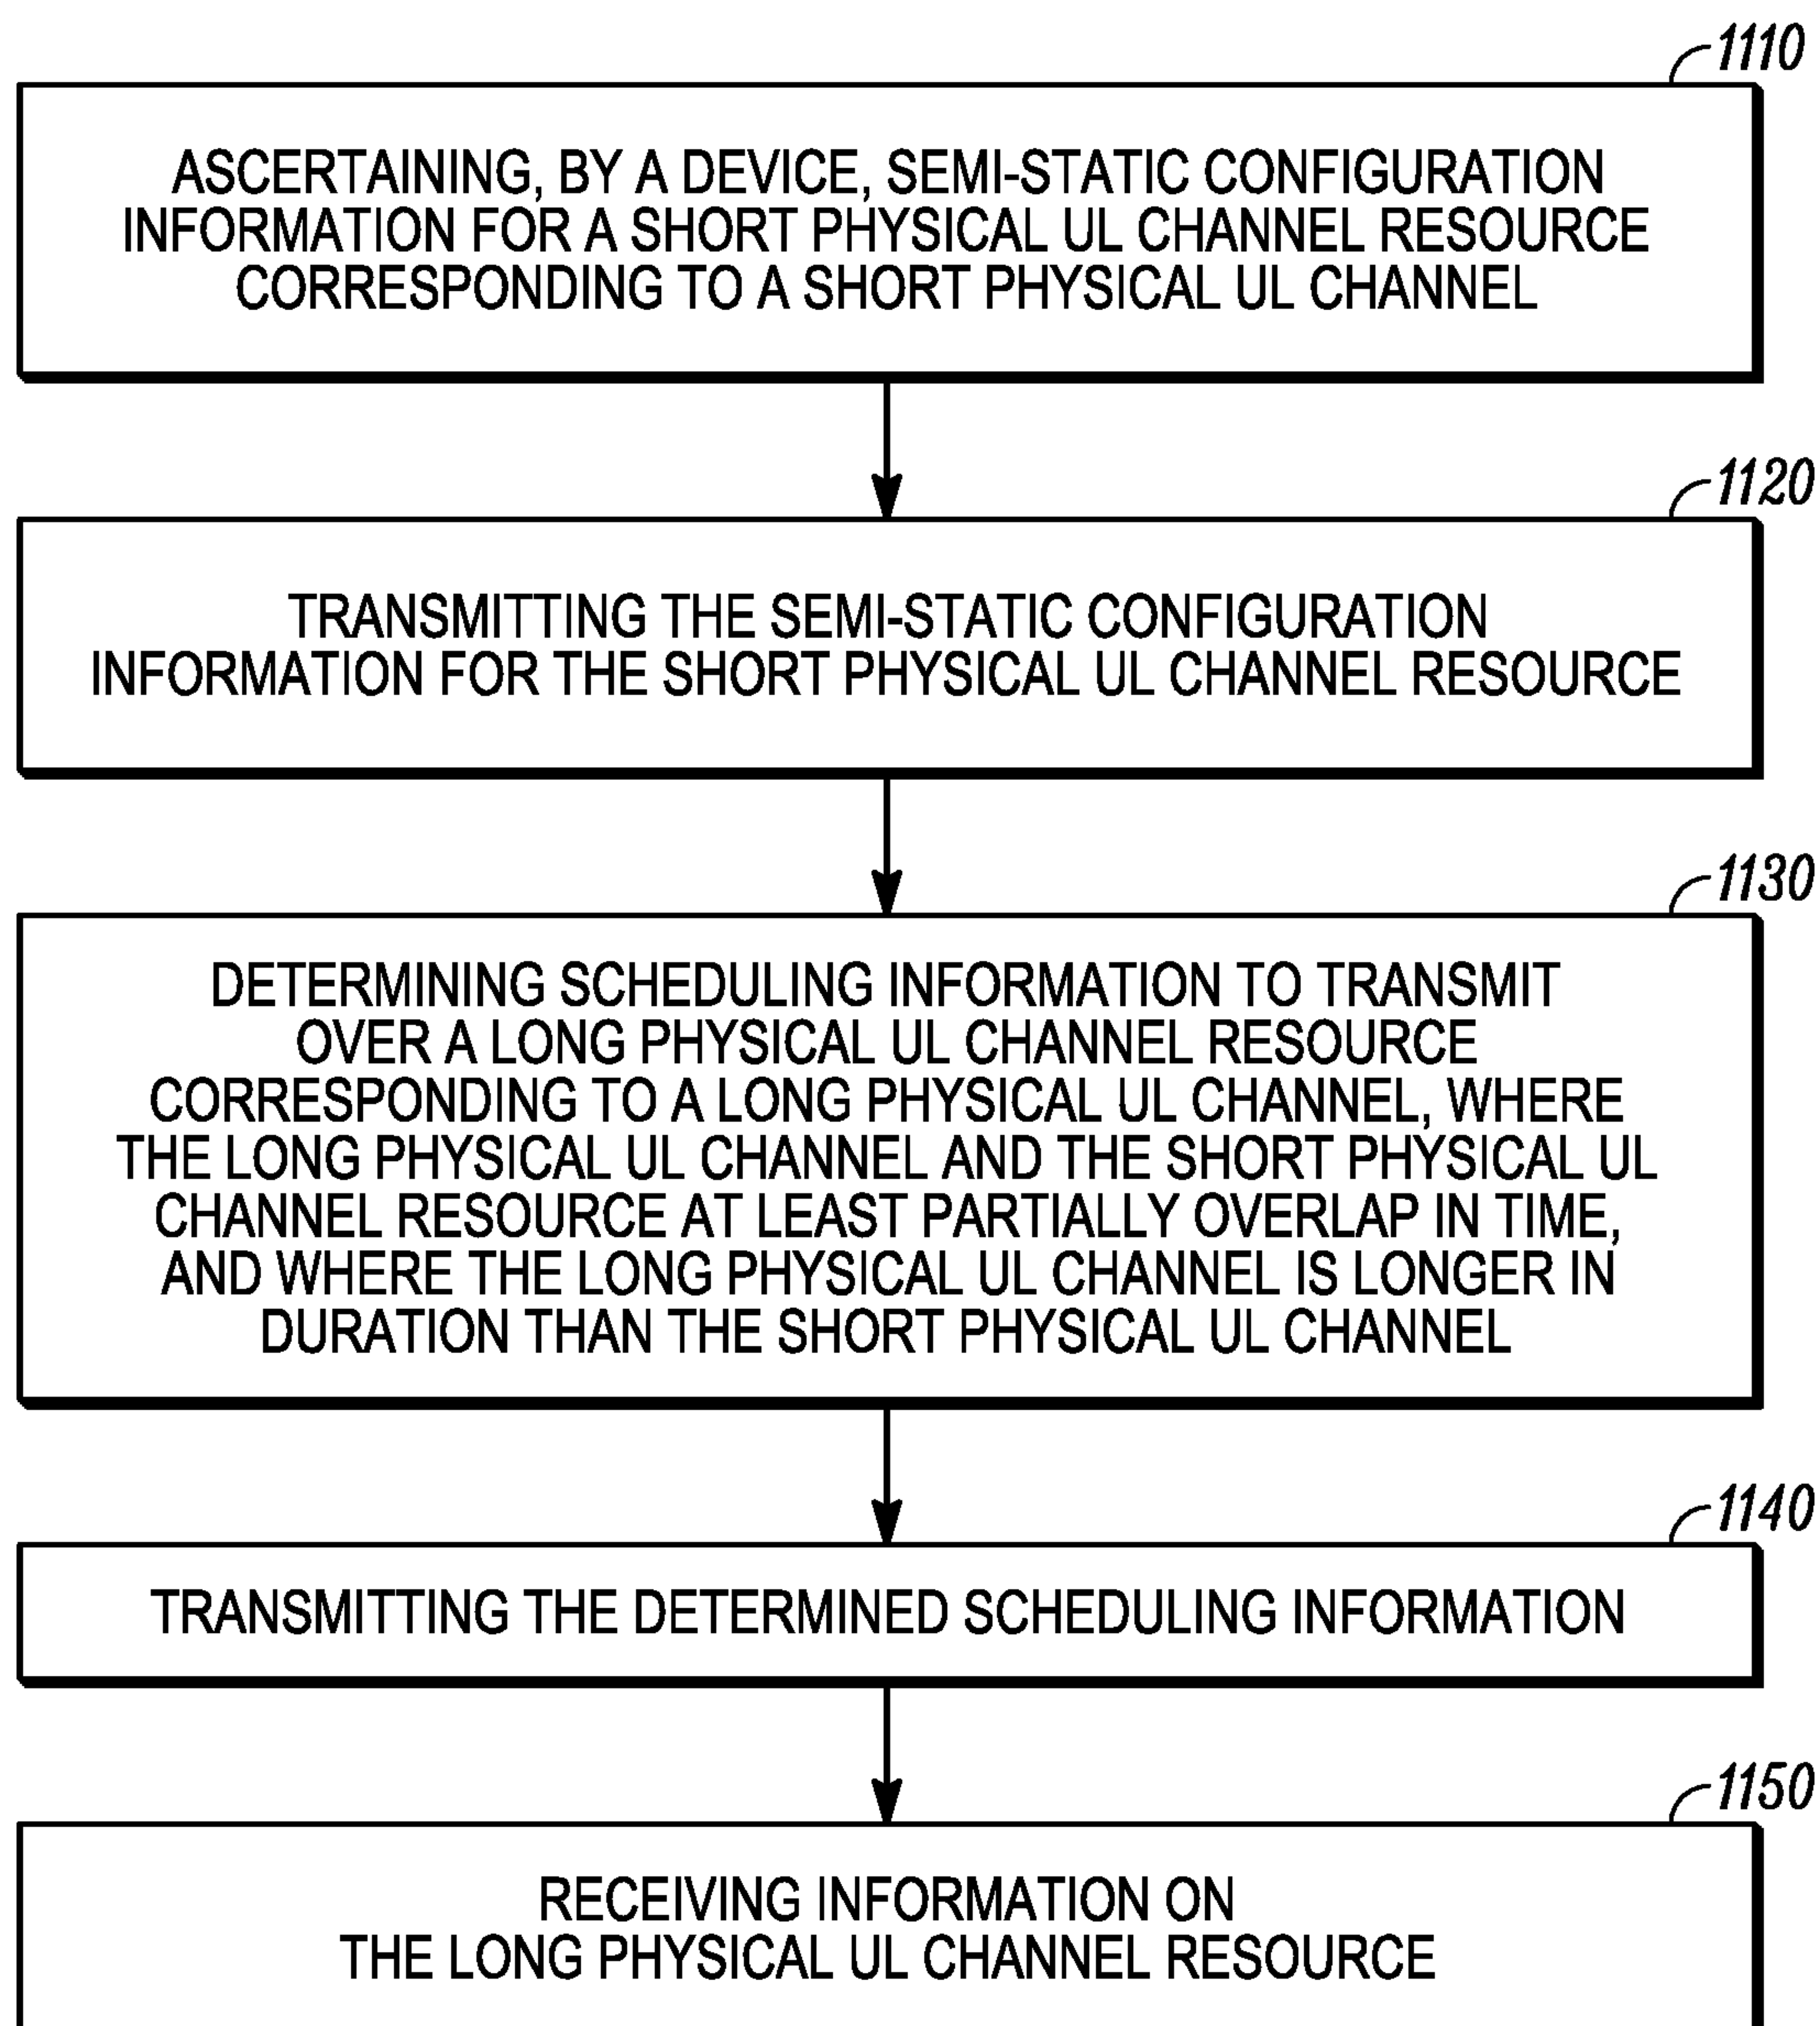 1110
ASCERTAINING, BY A DEVICE, SEMI-STATIC CONFIGURATION
INFORMATION FOR A SHORT PHYSICAL UL CHANNEL RESOURCE
CORRESPONDING TO A SHORT PHYSICAL UL CHANNEL
1120
TRANSMITTING THE SEMI-STATIC CONFIGURATION
INFORMATION FOR THE SHORT PHYSICAL UL CHANNEL RESOURCE
1130
DETERMINING SCHEDULING INFORMATION TO TRANSMIT
OVER A LONG PHYSICAL UL CHANNEL RESOURCE
CORRESPONDING TO A LONG PHYSICAL UL CHANNEL, WHERE
THE LONG PHYSICAL UL CHANNEL AND THE SHORT PHYSICAL UL
CHANNEL RESOURCE AT LEAST PARTIALLY OVERLAP IN TIME,
AND WHERE THE LONG PHYSICAL UL CHANNEL IS LONGER IN
DURATION THAN THE SHORT PHYSICAL UL CHANNEL
1140
TRANSMITTING THE DETERMINED SCHEDULING INFORMATION
1150
RECEIVING INFORMATION ON
THE LONG PHYSICAL UL CHANNEL RESOURCE